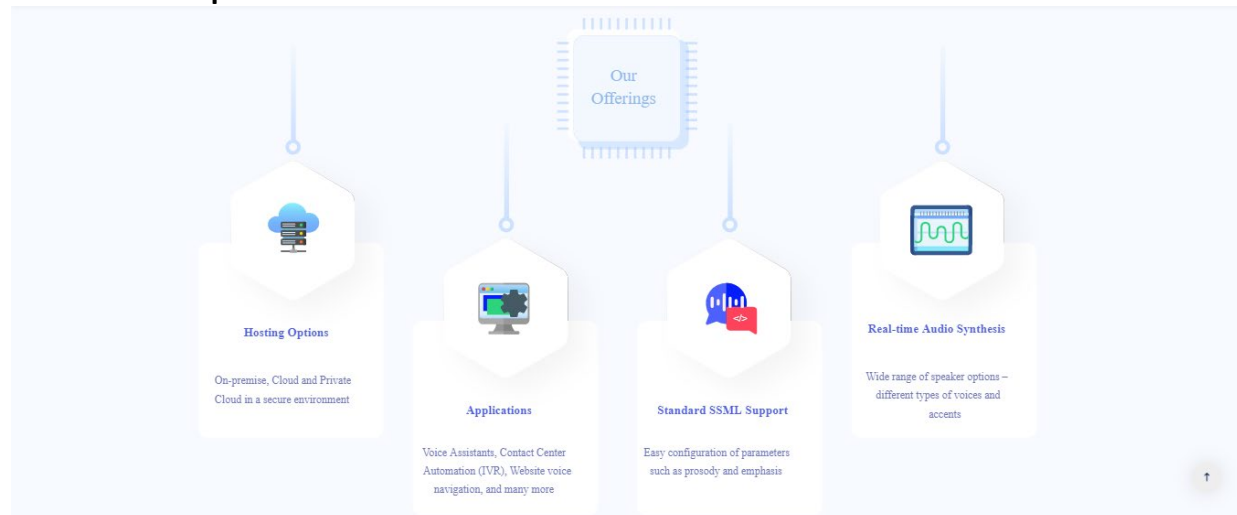 Our
Offerings
Hosting Options
On-premise, Cloud and Private
Cloud in a secure environment
Applications
Voice Assistants, Contact Center
Automation (IVR), Website voice
navigation, and many more
Standard SSML Support
Easy configuration of parameters
such as prosody and emphasis
</>
Real-time Audio Synthesis
Wide range of speaker options –
different types of voices and
accents